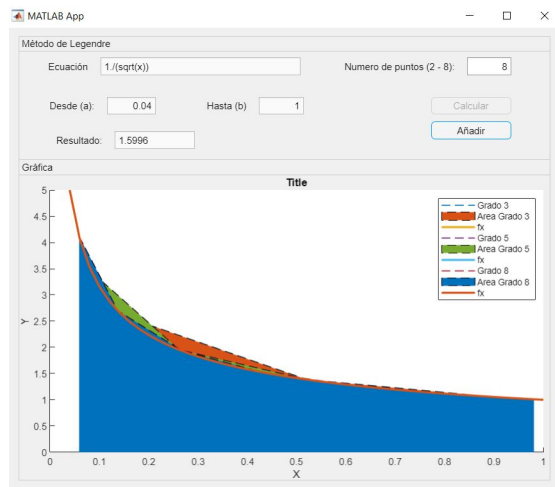 MATLAB App
Método de Legendre
Ecuación 1./(sqrt(x)) Numero de puntos (2 - 8): 8
Desde (a): 0.04 Hasta (b) 1 Calcular
Añadir
Resultado: 1.5996
Gráfica
Title
5
4.5
4
3.5
3
2.5
2
1.5
1
0.5
0
Y
Grado 3
Area Grado 3
fx
Grado 5
Area Grado 5
fx
Grado 8
Area Grado 8
fx
0 0.1 0.2 0.3 0.4 0.5 0.6 0.7 0.8 0.9 1
X